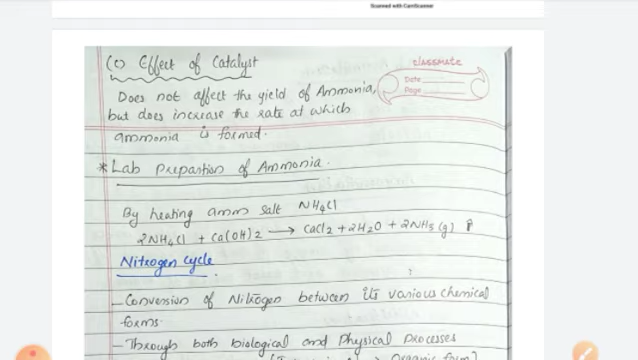 Scanned with CamScanner
(c) Effect of Catalyst
classmate
Date
Page
Does not affect the yield of Ammonia,
but does increase the rate at which
ammonia is formed.
* Lab Prepartion of Ammonia.
By heating amm salt NH4Cl
2NH4Cl + Ca(OH)2 → CaCl2 + 2H2O + 2NH3 (g)
Nitrogen Cycle
- Conversion of Nitrogen between its various chemical
forms.
- Through both biological and Physical Processes
Organic form